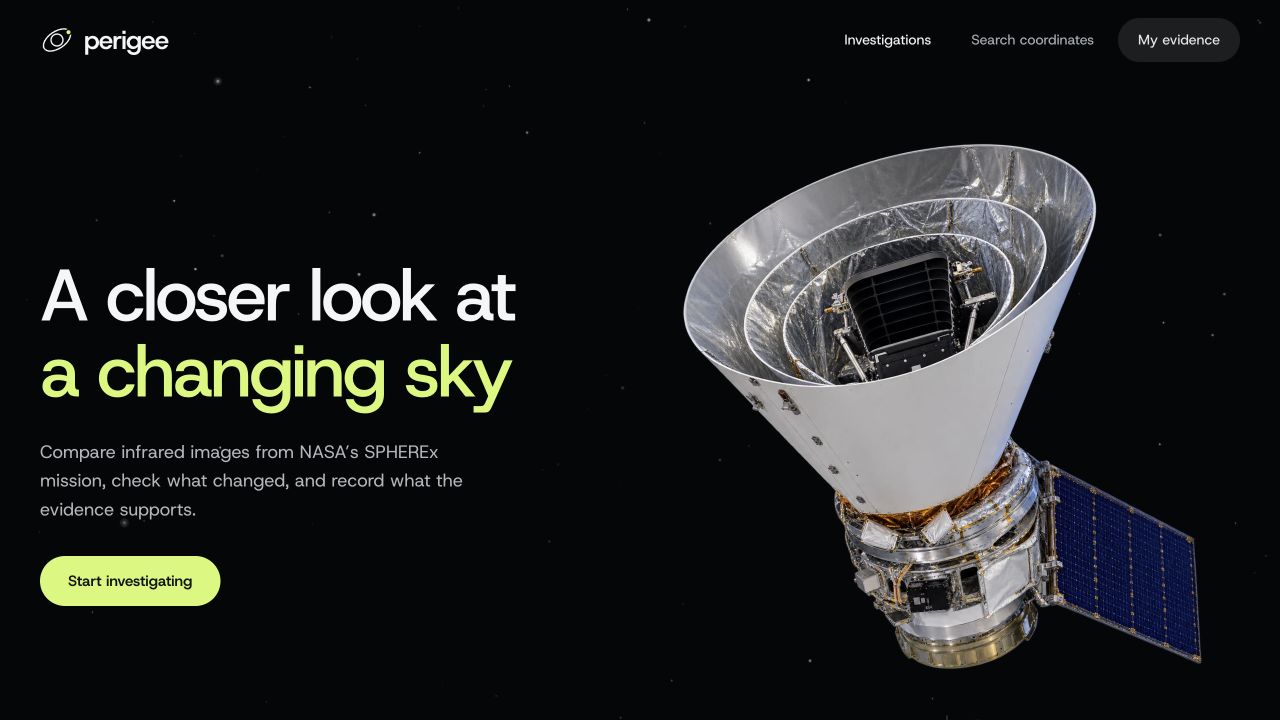 perigee
Investigations
Search coordinates
My evidence
A closer look at
a changing sky
Compare infrared images from NASA’s SPHEREx
mission, check what changed, and record what the
evidence supports.
Start investigating